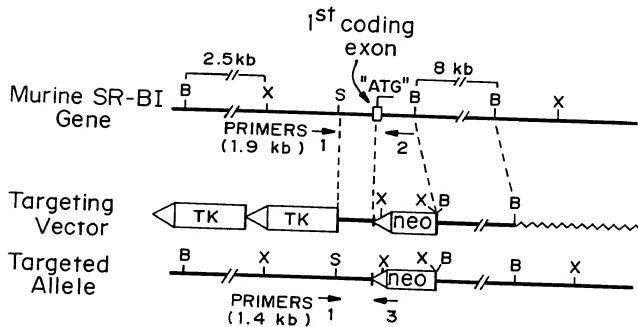 1st coding
exon
2.5kb
"ATG"
8 kb
B X S B B X
Murine SR-BI
Gene
PRIMERS
(1.9 kb) 1 2
Targeting
Vector
TK TK X neo X B B
Targeted
Allele
B X S X neo X B B X
PRIMERS
(1.4 kb) 1 3